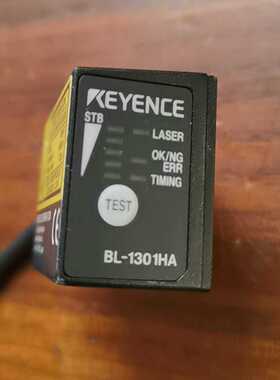 KEYENCE
STB
LASER
OK/NG
ERR
TIMING
TEST
BL-1301HA